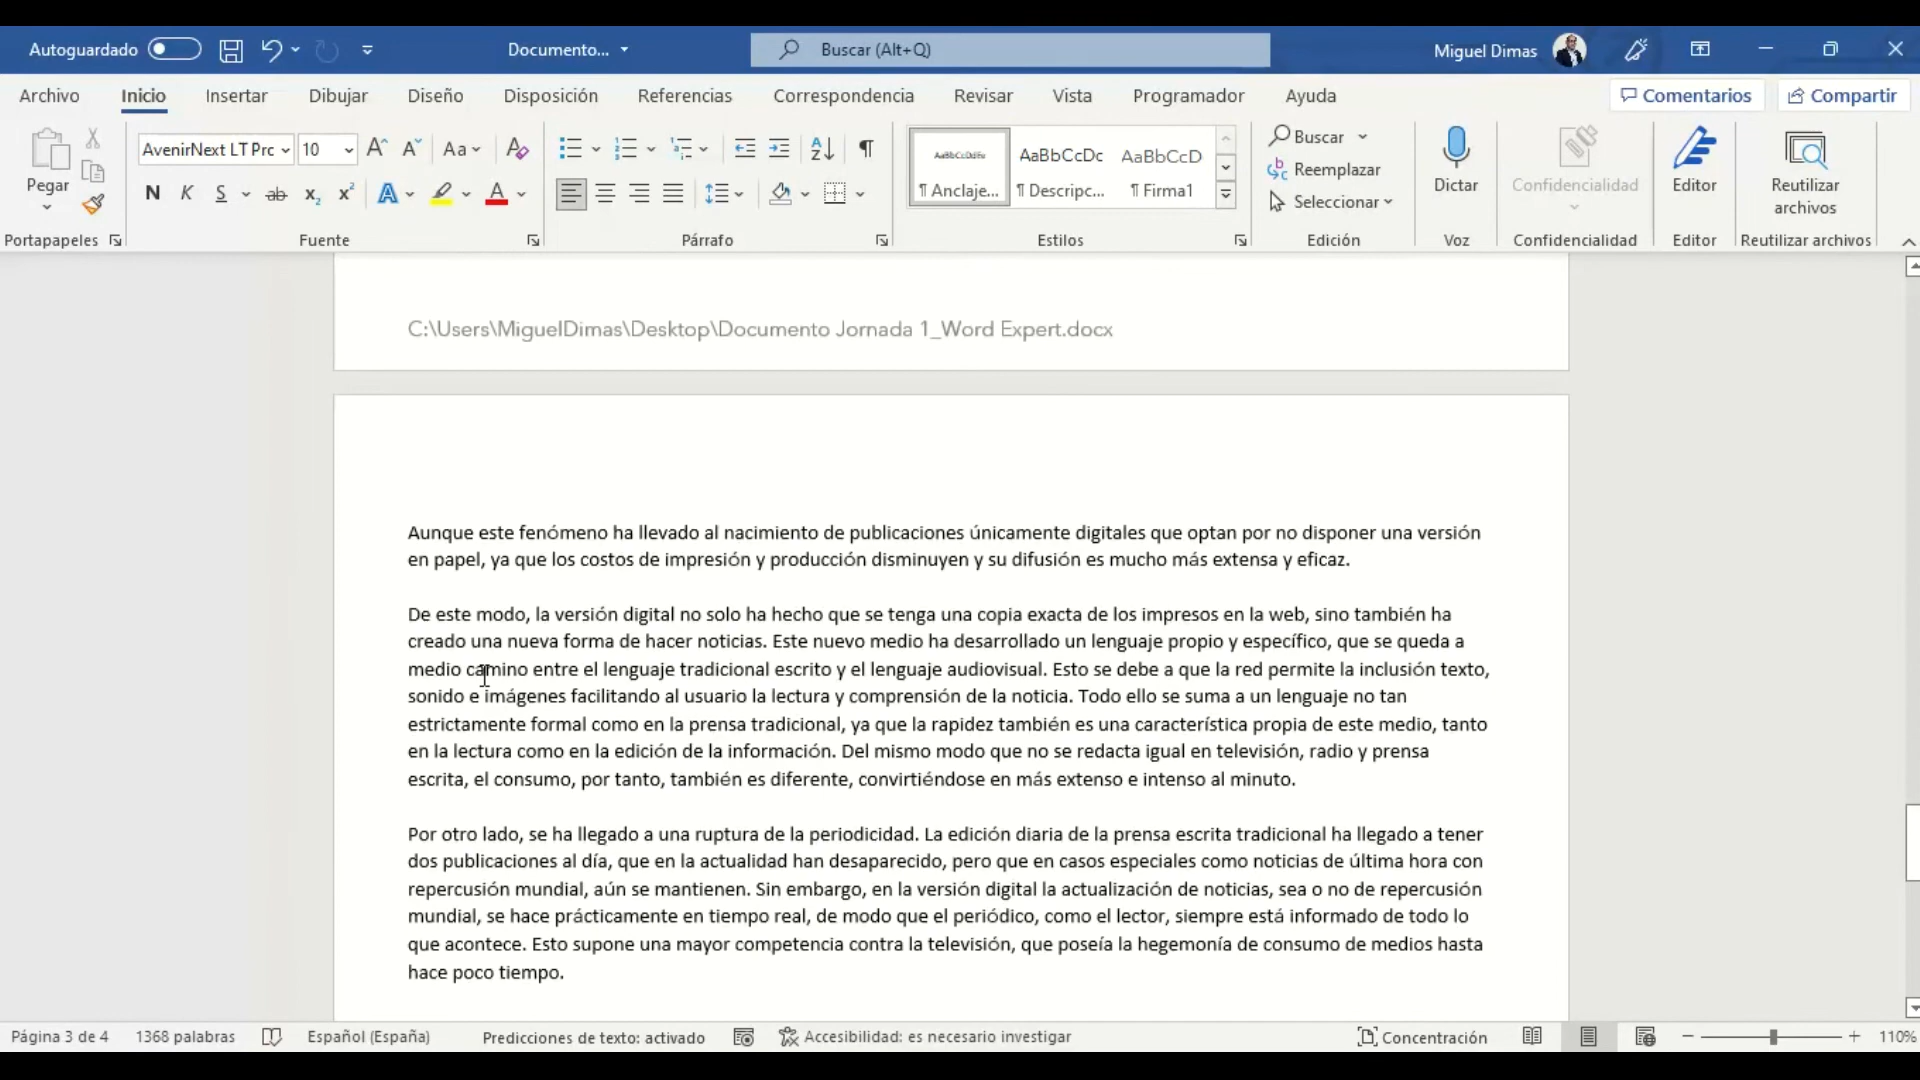 Autoguardado
Documento...
Buscar (Alt+Q)
Miguel Dimas
Archivo Inicio Insertar Dibujar Diseño Disposición Referencias Correspondencia Revisar Vista Programador Ayuda Comentarios Compartir
Pegar
Portapapeles
AvenirNext LT Prc 10 Aa
N K S ab x₂ x² A A
Fuente
Párrafo
AaBbCcDdEe AaBbCcDc AaBbCcD
¶ Anclaje... ¶ Descripc... ¶ Firma1
Estilos
Buscar
Reemplazar
Seleccionar
Edición
Dictar
Voz
Confidencialidad
Confidencialidad
Editor
Editor
Reutilizar
archivos
Reutilizar archivos
C:\Users\MiguelDimas\Desktop\Documento Jornada 1_Word Expert.docx
Aunque este fenómeno ha llevado al nacimiento de publicaciones únicamente digitales que optan por no disponer una versión
en papel, ya que los costos de impresión y producción disminuyen y su difusión es mucho más extensa y eficaz.
De este modo, la versión digital no solo ha hecho que se tenga una copia exacta de los impresos en la web, sino también ha
creado una nueva forma de hacer noticias. Este nuevo medio ha desarrollado un lenguaje propio y específico, que se queda a
medio camino entre el lenguaje tradicional escrito y el lenguaje audiovisual. Esto se debe a que la red permite la inclusión texto,
sonido e imágenes facilitando al usuario la lectura y comprensión de la noticia. Todo ello se suma a un lenguaje no tan
estrictamente formal como en la prensa tradicional, ya que la rapidez también es una característica propia de este medio, tanto
en la lectura como en la edición de la información. Del mismo modo que no se redacta igual en televisión, radio y prensa
escrita, el consumo, por tanto, también es diferente, convirtiéndose en más extenso e intenso al minuto.
Por otro lado, se ha llegado a una ruptura de la periodicidad. La edición diaria de la prensa escrita tradicional ha llegado a tener
dos publicaciones al día, que en la actualidad han desaparecido, pero que en casos especiales como noticias de última hora con
repercusión mundial, aún se mantienen. Sin embargo, en la versión digital la actualización de noticias, sea o no de repercusión
mundial, se hace prácticamente en tiempo real, de modo que el periódico, como el lector, siempre está informado de todo lo
que acontece. Esto supone una mayor competencia contra la televisión, que poseía la hegemonía de consumo de medios hasta
hace poco tiempo.
Página 3 de 4 1368 palabras Español (España) Predicciones de texto: activado Accesibilidad: es necesario investigar Concentración 110%